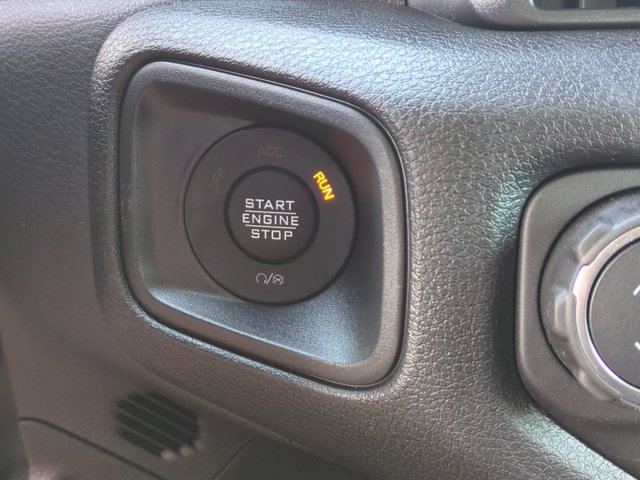 ACC
OFF
RUN
START
ENGINE
STOP